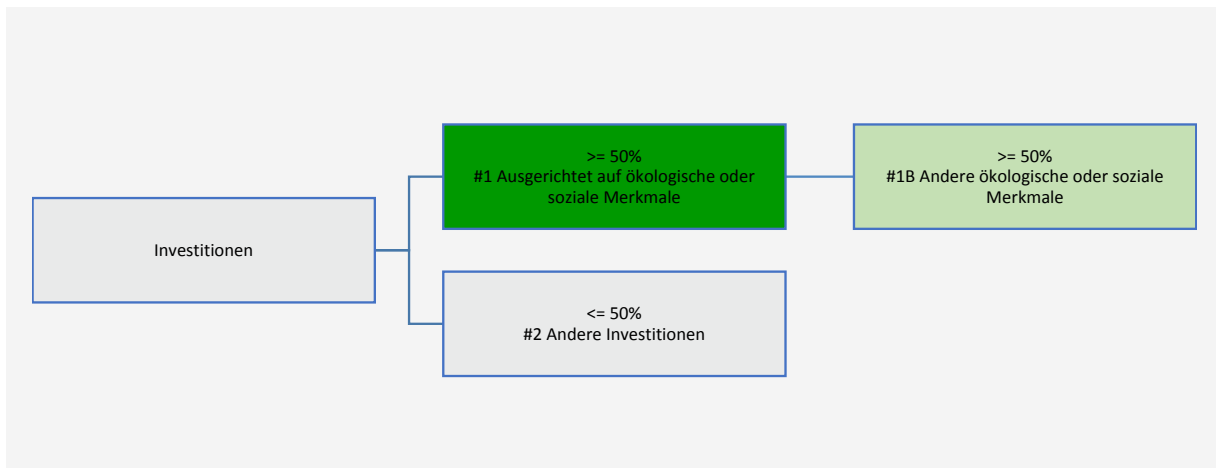 Investitionen
>= 50%
#1 Ausgerichtet auf ökologische oder
soziale Merkmale
>= 50%
#1B Andere ökologische oder soziale
Merkmale
<= 50%
#2 Andere Investitionen